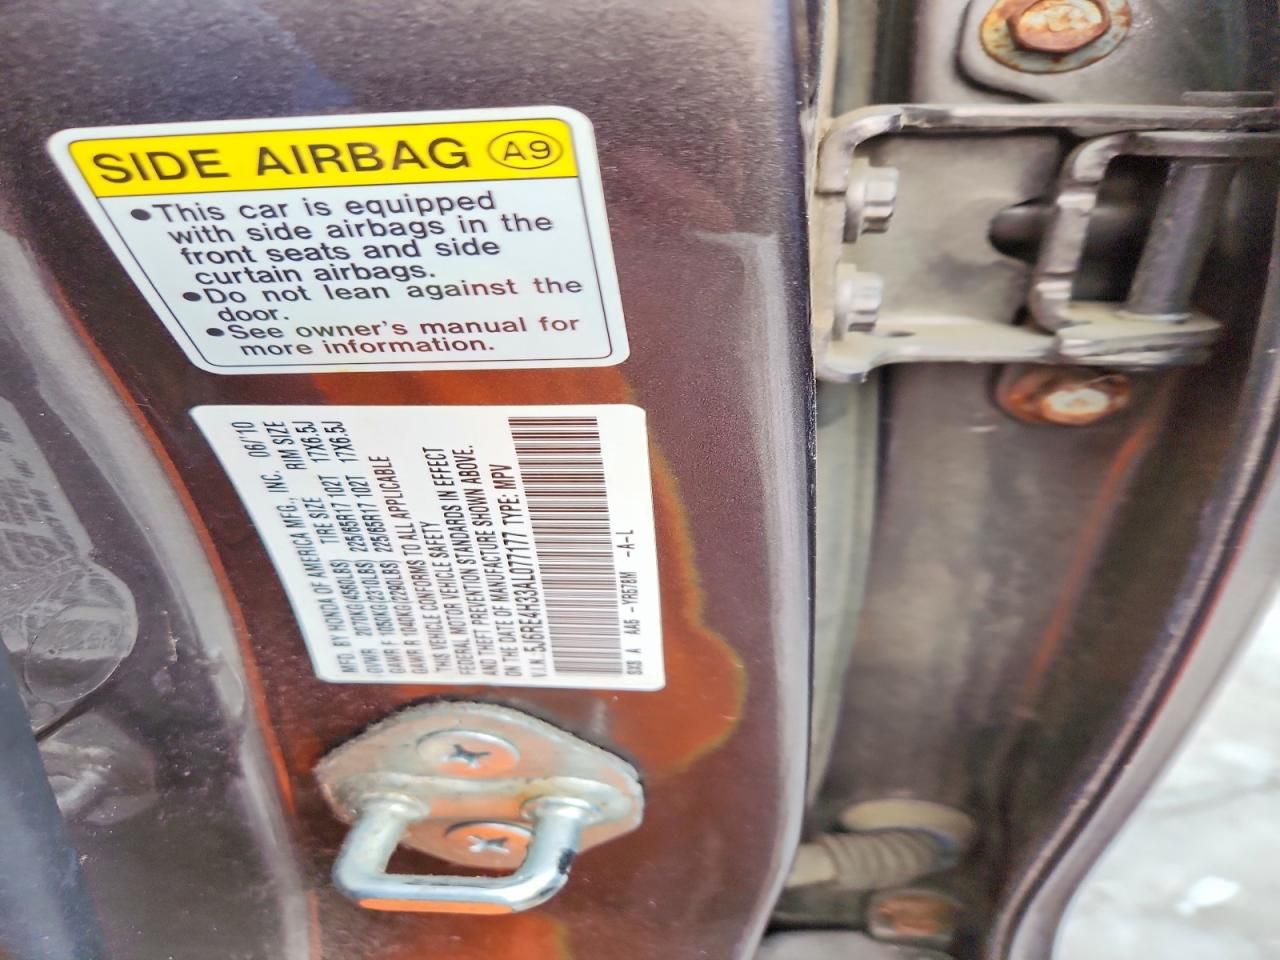 SIDE AIRBAG A9
•This car is equipped
with side airbags in the
front seats and side
curtain airbags.
•Do not lean against the
door.
•See owner's manual for
more information.
MFD. BY HONDA OF AMERICA MFG., INC. 06/'10
GVWR 2070KG(4560LBS) TIRE SIZE RIM SIZE
GAWR F 1050KG(2310LBS) 225/65R17 102T 17X6.5J
GAWR R 1040KG(2290LBS) 225/65R17 102T 17X6.5J
THIS VEHICLE CONFORMS TO ALL APPLICABLE
FEDERAL MOTOR VEHICLE SAFETY
AND THEFT PREVENTION STANDARDS IN EFFECT
ON THE DATE OF MANUFACTURE SHOWN ABOVE.
V.I.N: 5J6RE4H33AL077177 TYPE: MPV
SXS A AA5 -YR578M -A-L